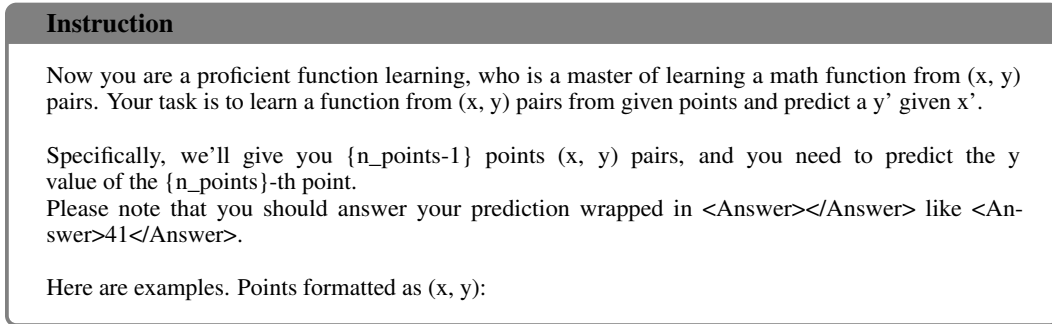 Instruction
Now you are a proficient function learning, who is a master of learning a math function from (x, y)
pairs. Your task is to learn a function from (x, y) pairs from given points and predict a y' given x'.
Specifically, we'll give you {n_points-1} points (x, y) pairs, and you need to predict the y
value of the {n_points}-th point.
Please note that you should answer your prediction wrapped in <Answer></Answer> like <An-
swer>41</Answer>.
Here are examples. Points formatted as (x, y):